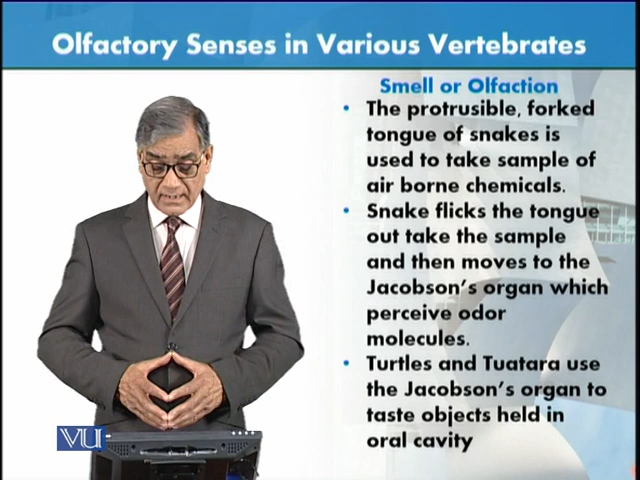 Olfactory Senses in Various Vertebrates
Smell or Olfaction
• The protrusible, forked
tongue of snakes is
used to take sample of
air borne chemicals.
• Snake flicks the tongue
out take the sample
and then moves to the
Jacobson's organ which
perceive odor
molecules.
• Turtles and Tuatara use
the Jacobson's organ to
taste objects held in
oral cavity
VU